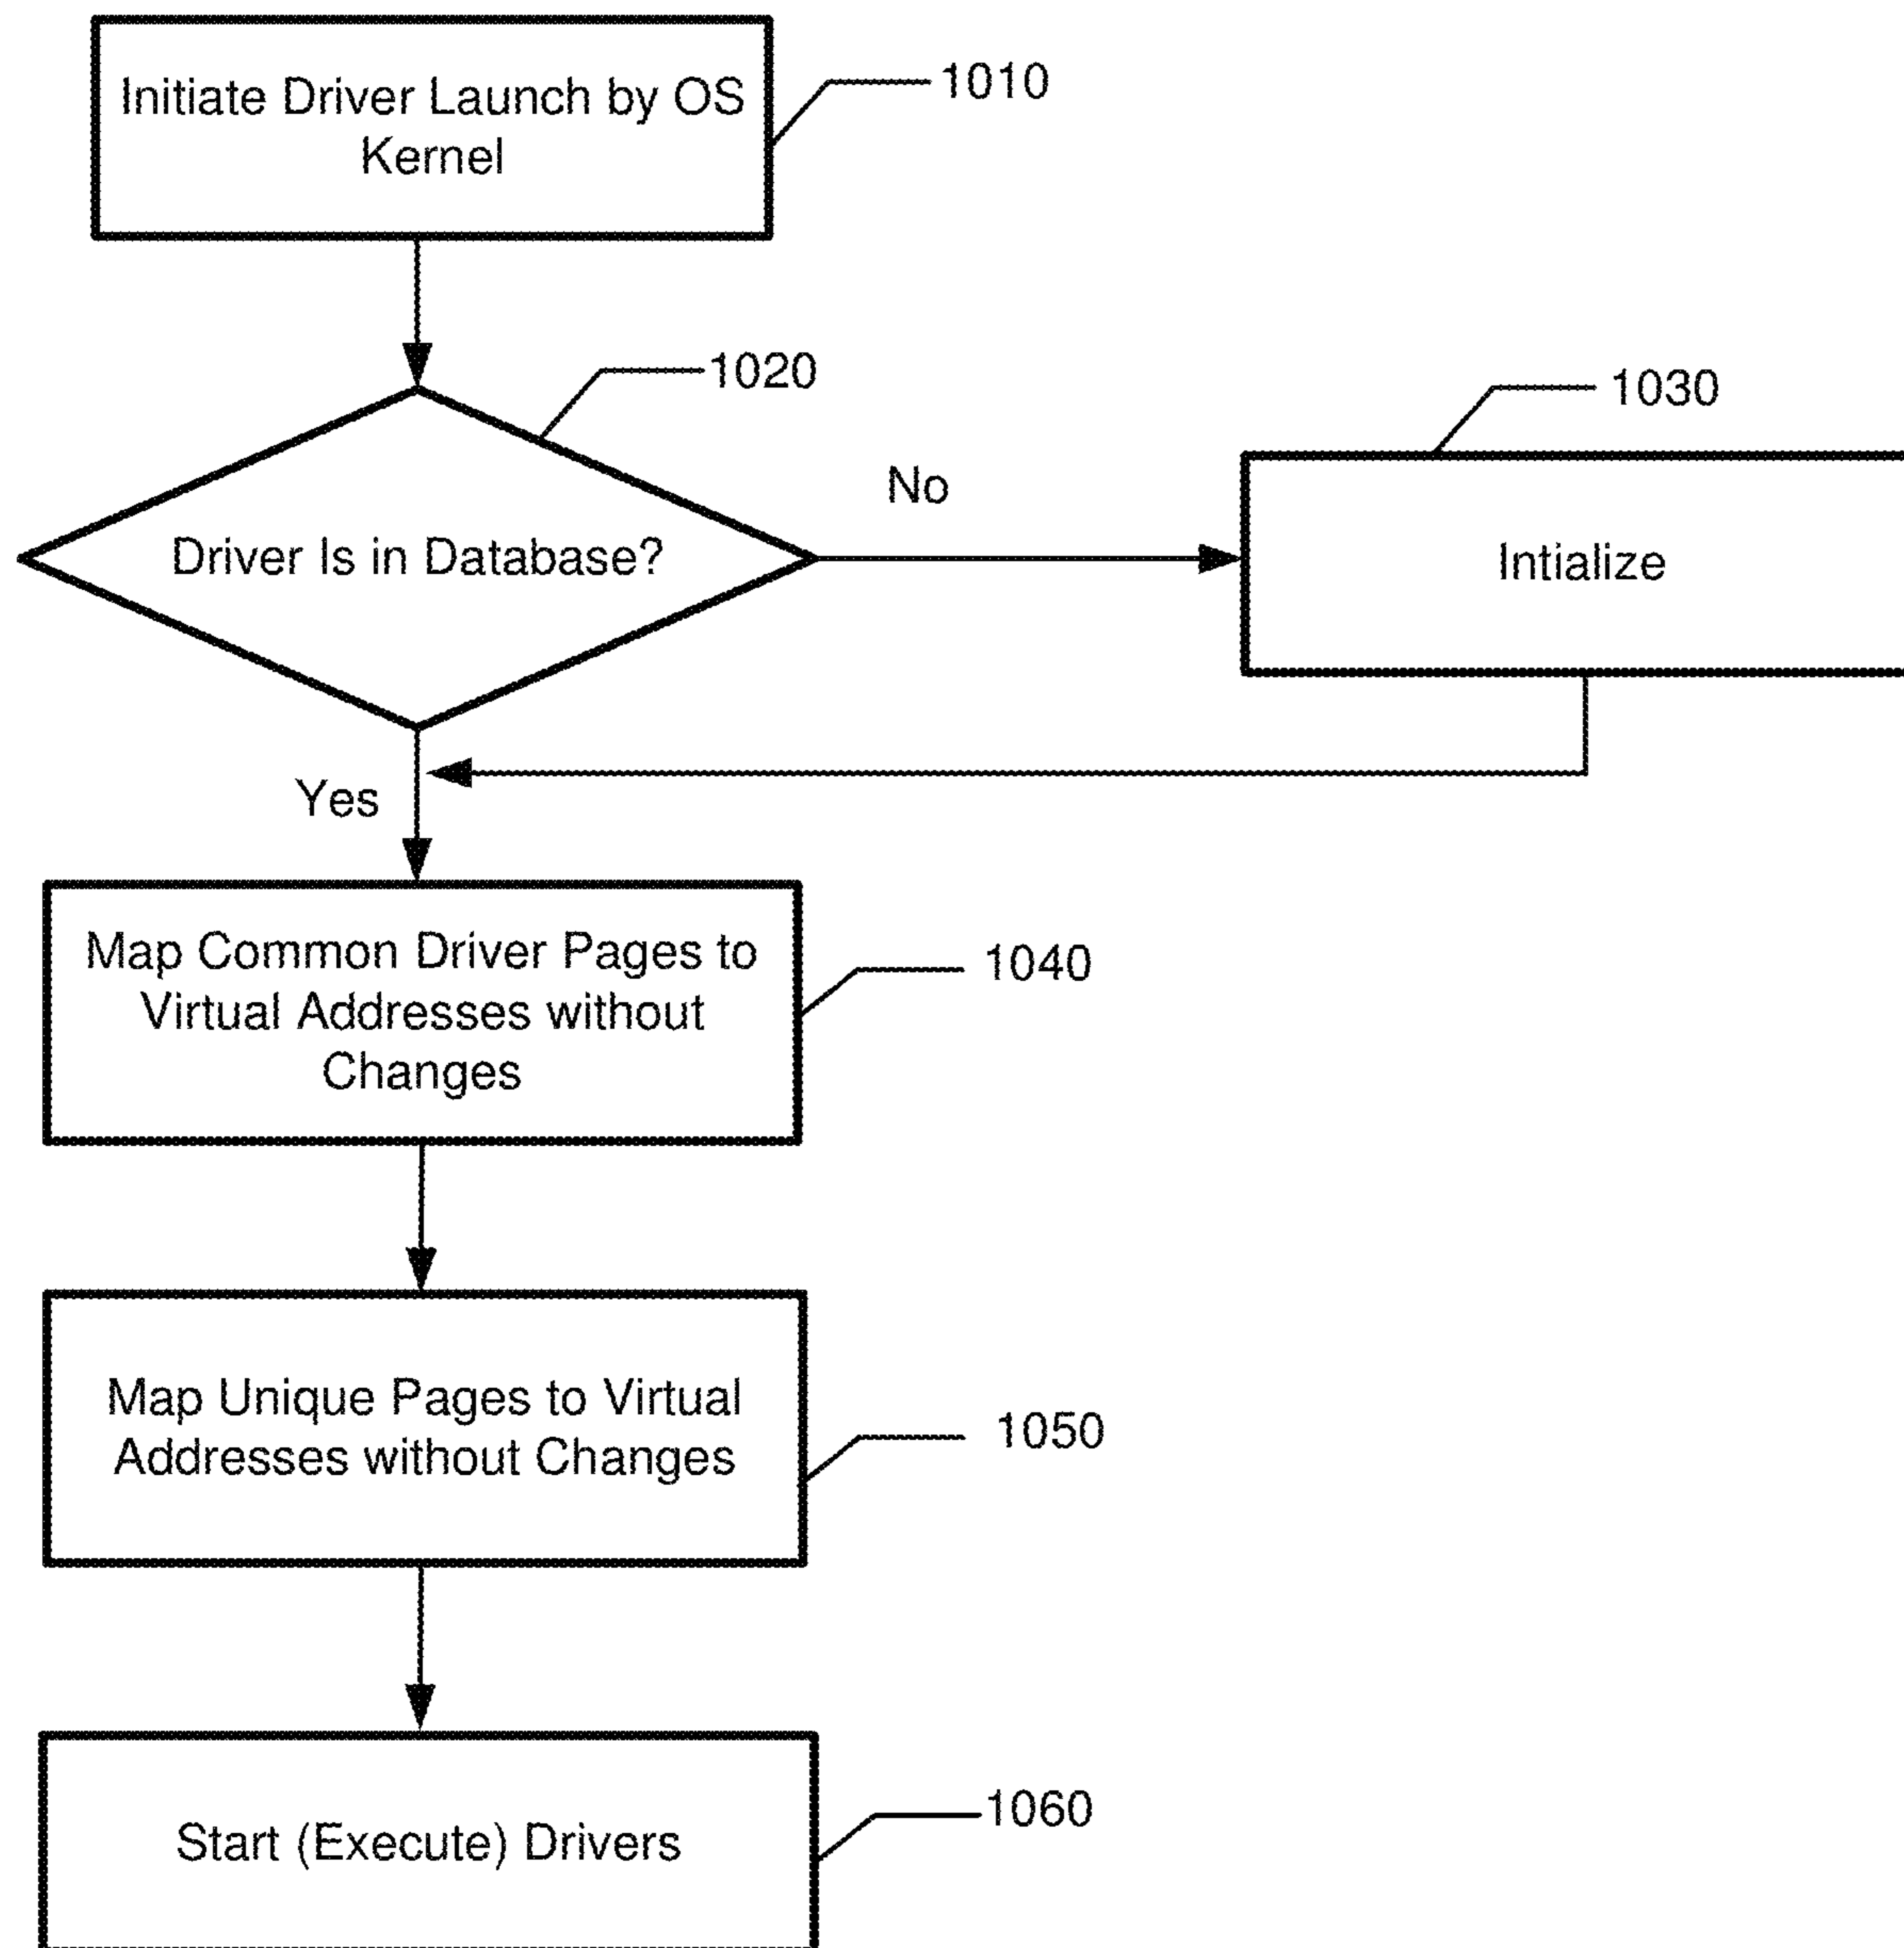 Initiate Driver Launch by OS
Kernel
1010
1020
Driver Is in Database?
No
1030
Intialize
Yes
Map Common Driver Pages to
Virtual Addresses without
Changes
1040
Map Unique Pages to Virtual
Addresses without Changes
1050
Start (Execute) Drivers
1060